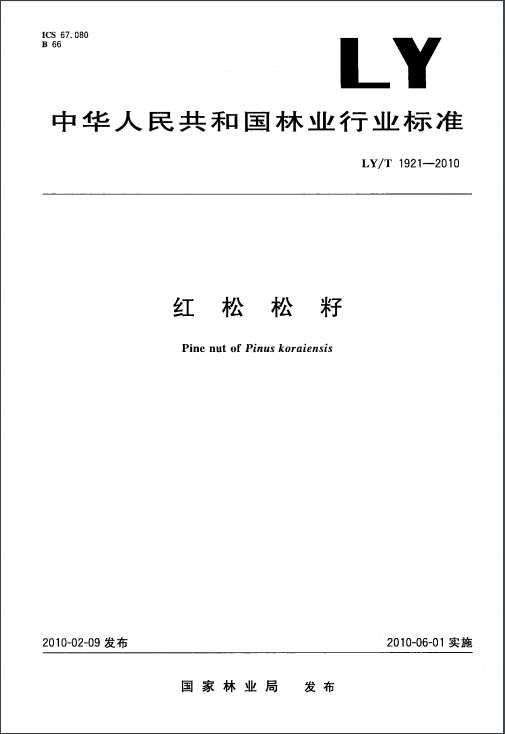 ICS 67.080
B 66
LY
中华人民共和国林业行业标准
LY/T 1921—2010
红松松籽
Pine nut of Pinus koraiensis
2010-02-09 发布
2010-06-01 实施
国家林业局 发布